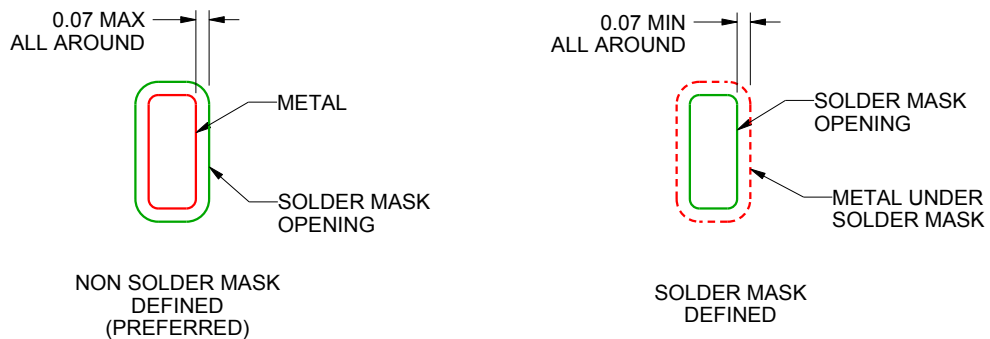 0.07 MAX
ALL AROUND
METAL
SOLDER MASK
OPENING
NON SOLDER MASK
DEFINED
(PREFERRED)
0.07 MIN
ALL AROUND
SOLDER MASK
OPENING
METAL UNDER
SOLDER MASK
SOLDER MASK
DEFINED